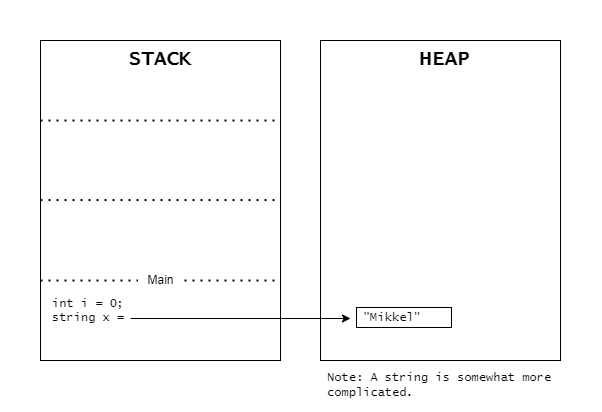 STACK
HEAP
Main
int i = 0;
string x =
"Mikkel"
Note: A string is somewhat more
complicated.